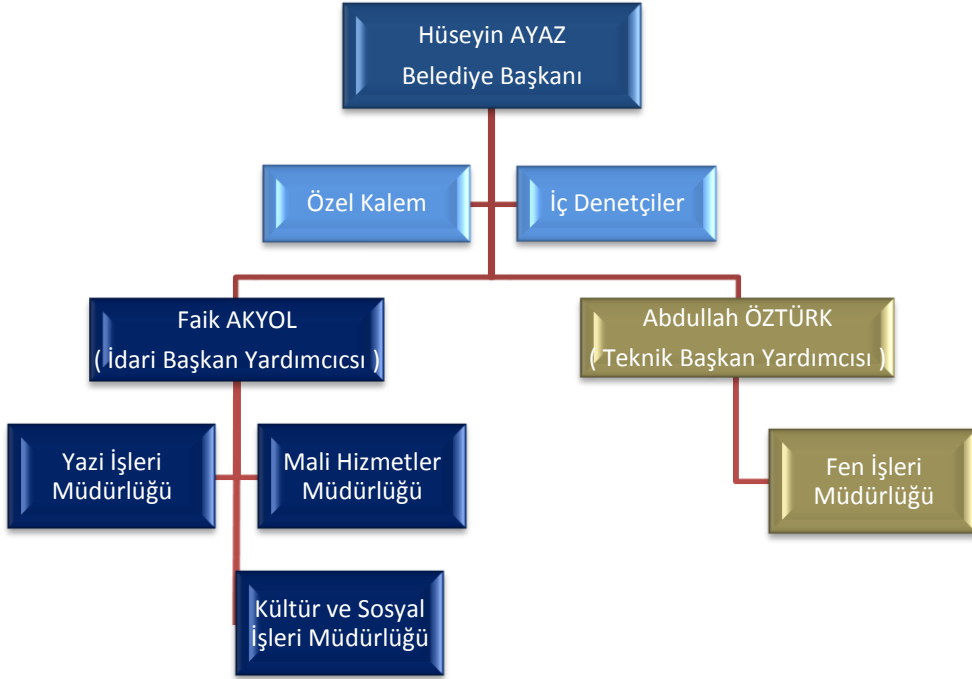 Hüseyin AYAZ
Belediye Başkanı
Özel Kalem
İç Denetçiler
Faik AKYOL
( İdari Başkan Yardımcıcsı )
Abdullah ÖZTÜRK
( Teknik Başkan Yardımcısı )
Yazi İşleri
Müdürlüğü
Mali Hizmetler
Müdürlüğü
Fen İşleri
Müdürlüğü
Kültür ve Sosyal
İşleri Müdürlüğü